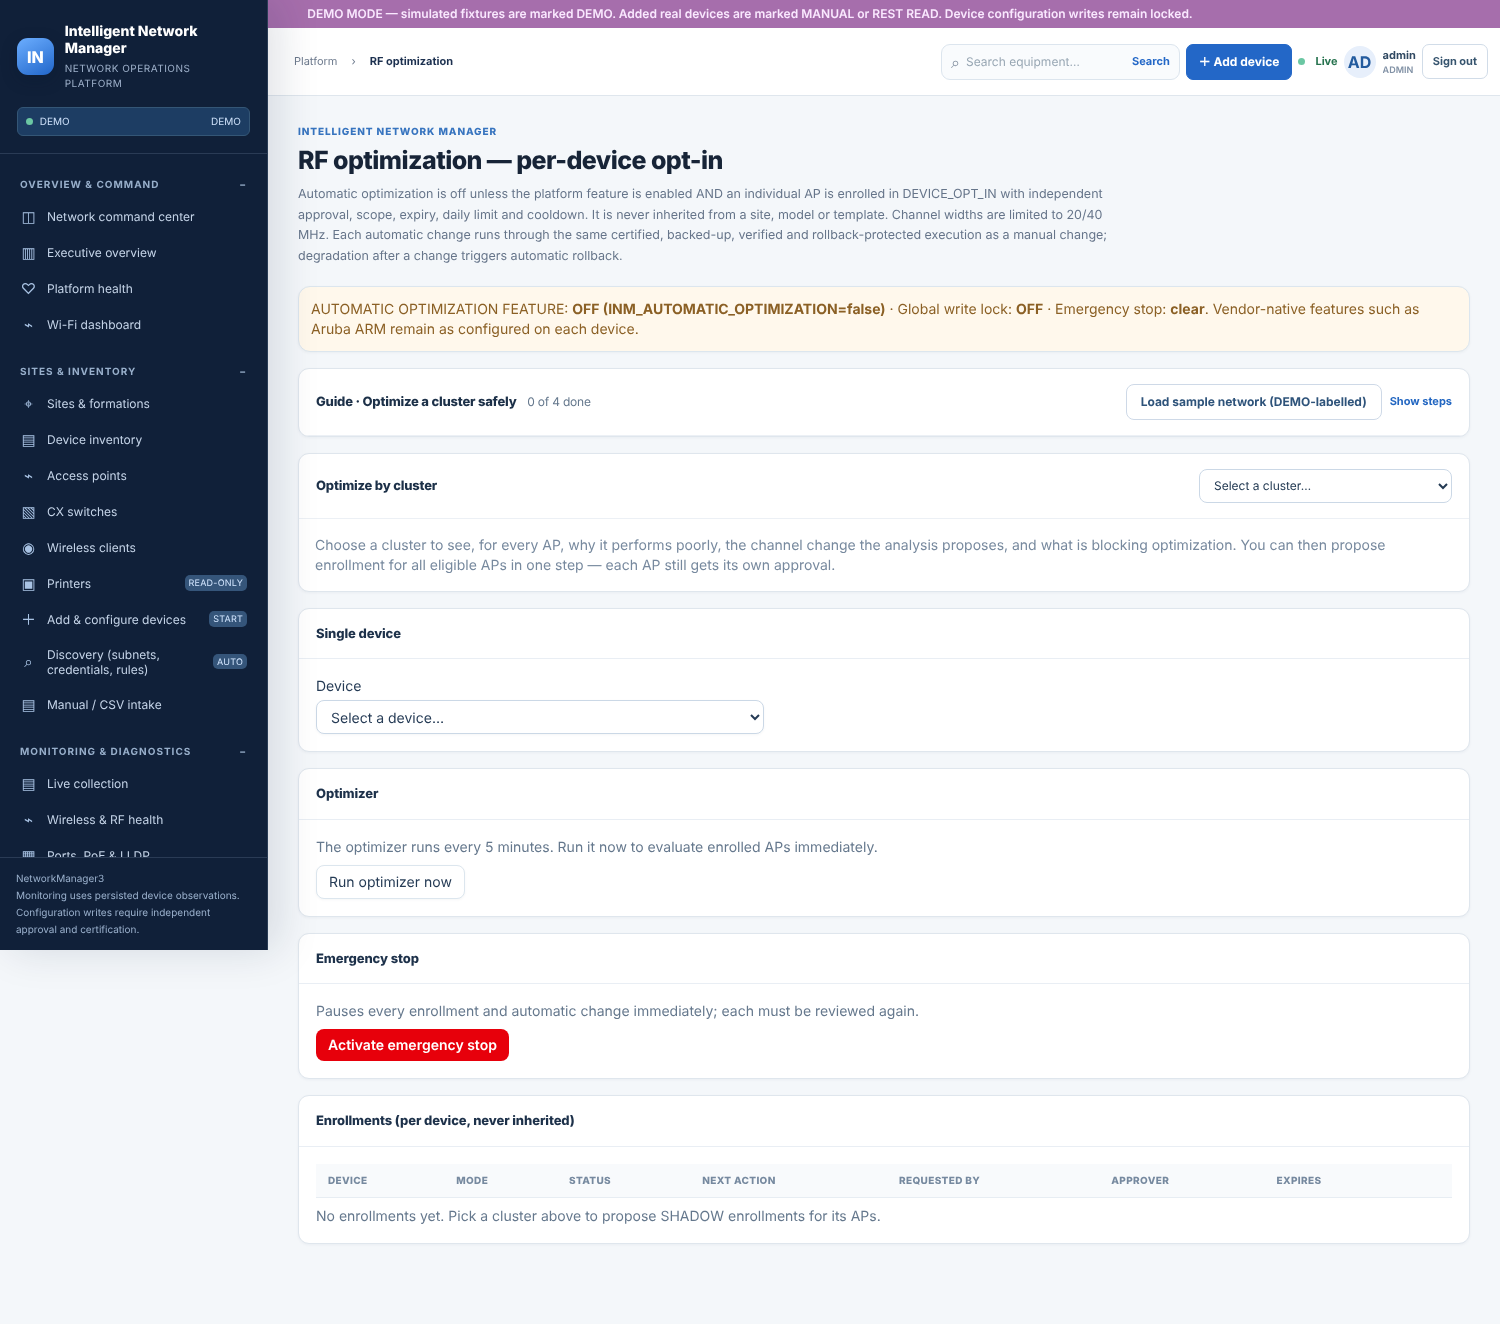 DEMO MODE — simulated fixtures are marked DEMO. Added real devices are marked MANUAL or REST READ. Device configuration writes remain locked.
IN
Intelligent Network
Manager
NETWORK OPERATIONS
PLATFORM
DEMO DEMO
OVERVIEW & COMMAND –
Network command center
Executive overview
Platform health
Wi-Fi dashboard
SITES & INVENTORY –
Sites & formations
Device inventory
Access points
CX switches
Wireless clients
Printers READ-ONLY
Add & configure devices START
Discovery (subnets,
credentials, rules) AUTO
Manual / CSV intake
MONITORING & DIAGNOSTICS –
Live collection
Wireless & RF health
Ports, PoE & LLDP
NetworkManager3
Monitoring uses persisted device observations.
Configuration writes require independent
approval and certification.
Platform › RF optimization
Search equipment... Search
+ Add device
Live
AD
admin
ADMIN
Sign out
INTELLIGENT NETWORK MANAGER
RF optimization — per-device opt-in
Automatic optimization is off unless the platform feature is enabled AND an individual AP is enrolled in DEVICE_OPT_IN with independent
approval, scope, expiry, daily limit and cooldown. It is never inherited from a site, model or template. Channel widths are limited to 20/40
MHz. Each automatic change runs through the same certified, backed-up, verified and rollback-protected execution as a manual change;
degradation after a change triggers automatic rollback.
AUTOMATIC OPTIMIZATION FEATURE: OFF (INM_AUTOMATIC_OPTIMIZATION=false) · Global write lock: OFF · Emergency stop: clear. Vendor-native features such as
Aruba ARM remain as configured on each device.
Guide · Optimize a cluster safely 0 of 4 done
Load sample network (DEMO-labelled) Show steps
Optimize by cluster
Select a cluster...
Choose a cluster to see, for every AP, why it performs poorly, the channel change the analysis proposes, and what is blocking optimization. You can then propose
enrollment for all eligible APs in one step — each AP still gets its own approval.
Single device
Device
Select a device...
Optimizer
The optimizer runs every 5 minutes. Run it now to evaluate enrolled APs immediately.
Run optimizer now
Emergency stop
Pauses every enrollment and automatic change immediately; each must be reviewed again.
Activate emergency stop
Enrollments (per device, never inherited)
DEVICE MODE STATUS NEXT ACTION REQUESTED BY APPROVER EXPIRES
No enrollments yet. Pick a cluster above to propose SHADOW enrollments for its APs.